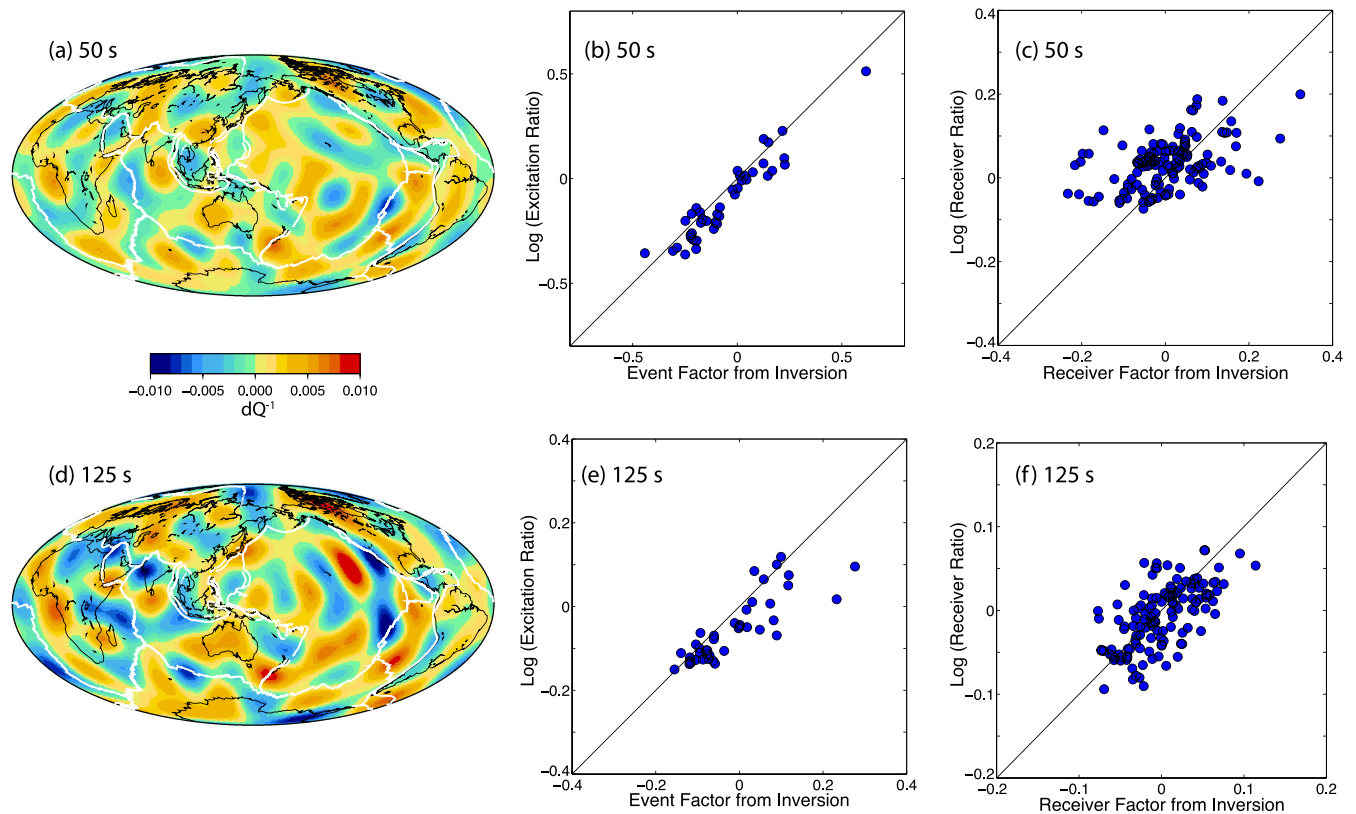 (a) 50 s
−0.010 −0.005 0.000 0.005 0.010
dQ⁻¹
(b) 50 s
0.5
0
−0.5
Log (Excitation Ratio)
−0.5 0 0.5
Event Factor from Inversion
(c) 50 s
0.4
0.2
0
−0.2
−0.4
Log (Receiver Ratio)
−0.4 −0.2 0 0.2 0.4
Receiver Factor from Inversion
(d) 125 s
(e) 125 s
0.4
0.2
0
−0.2
−0.4
Log (Excitation Ratio)
−0.4 −0.2 0 0.2 0.4
Event Factor from Inversion
(f) 125 s
0.2
0.1
0
−0.1
−0.2
Log (Receiver Ratio)
−0.2 −0.1 0 0.1 0.2
Receiver Factor from Inversion